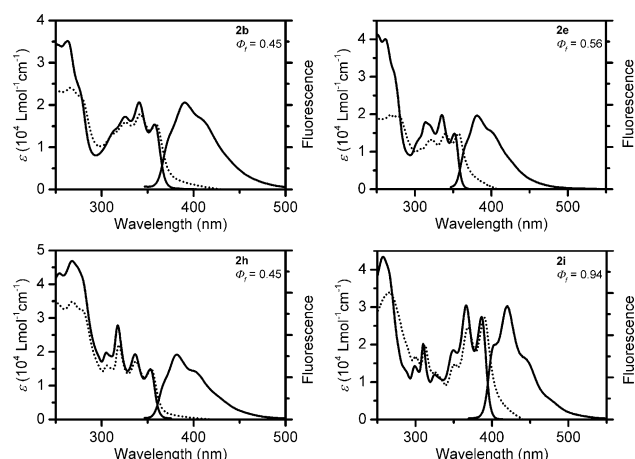 2b
Φf = 0.45
4
3
2
1
0
ε (10⁴ Lmol⁻¹cm⁻¹)
300 400 500
Wavelength (nm)
Fluorescence
2e
Φf = 0.56
4
3
2
1
0
ε (10⁴ Lmol⁻¹cm⁻¹)
300 400 500
Wavelength (nm)
Fluorescence
2h
Φf = 0.45
5
4
3
2
1
0
ε (10⁴ Lmol⁻¹cm⁻¹)
300 400 500
Wavelength (nm)
Fluorescence
2i
Φf = 0.94
4
3
2
1
0
ε (10⁴ Lmol⁻¹cm⁻¹)
300 400 500
Wavelength (nm)
Fluorescence